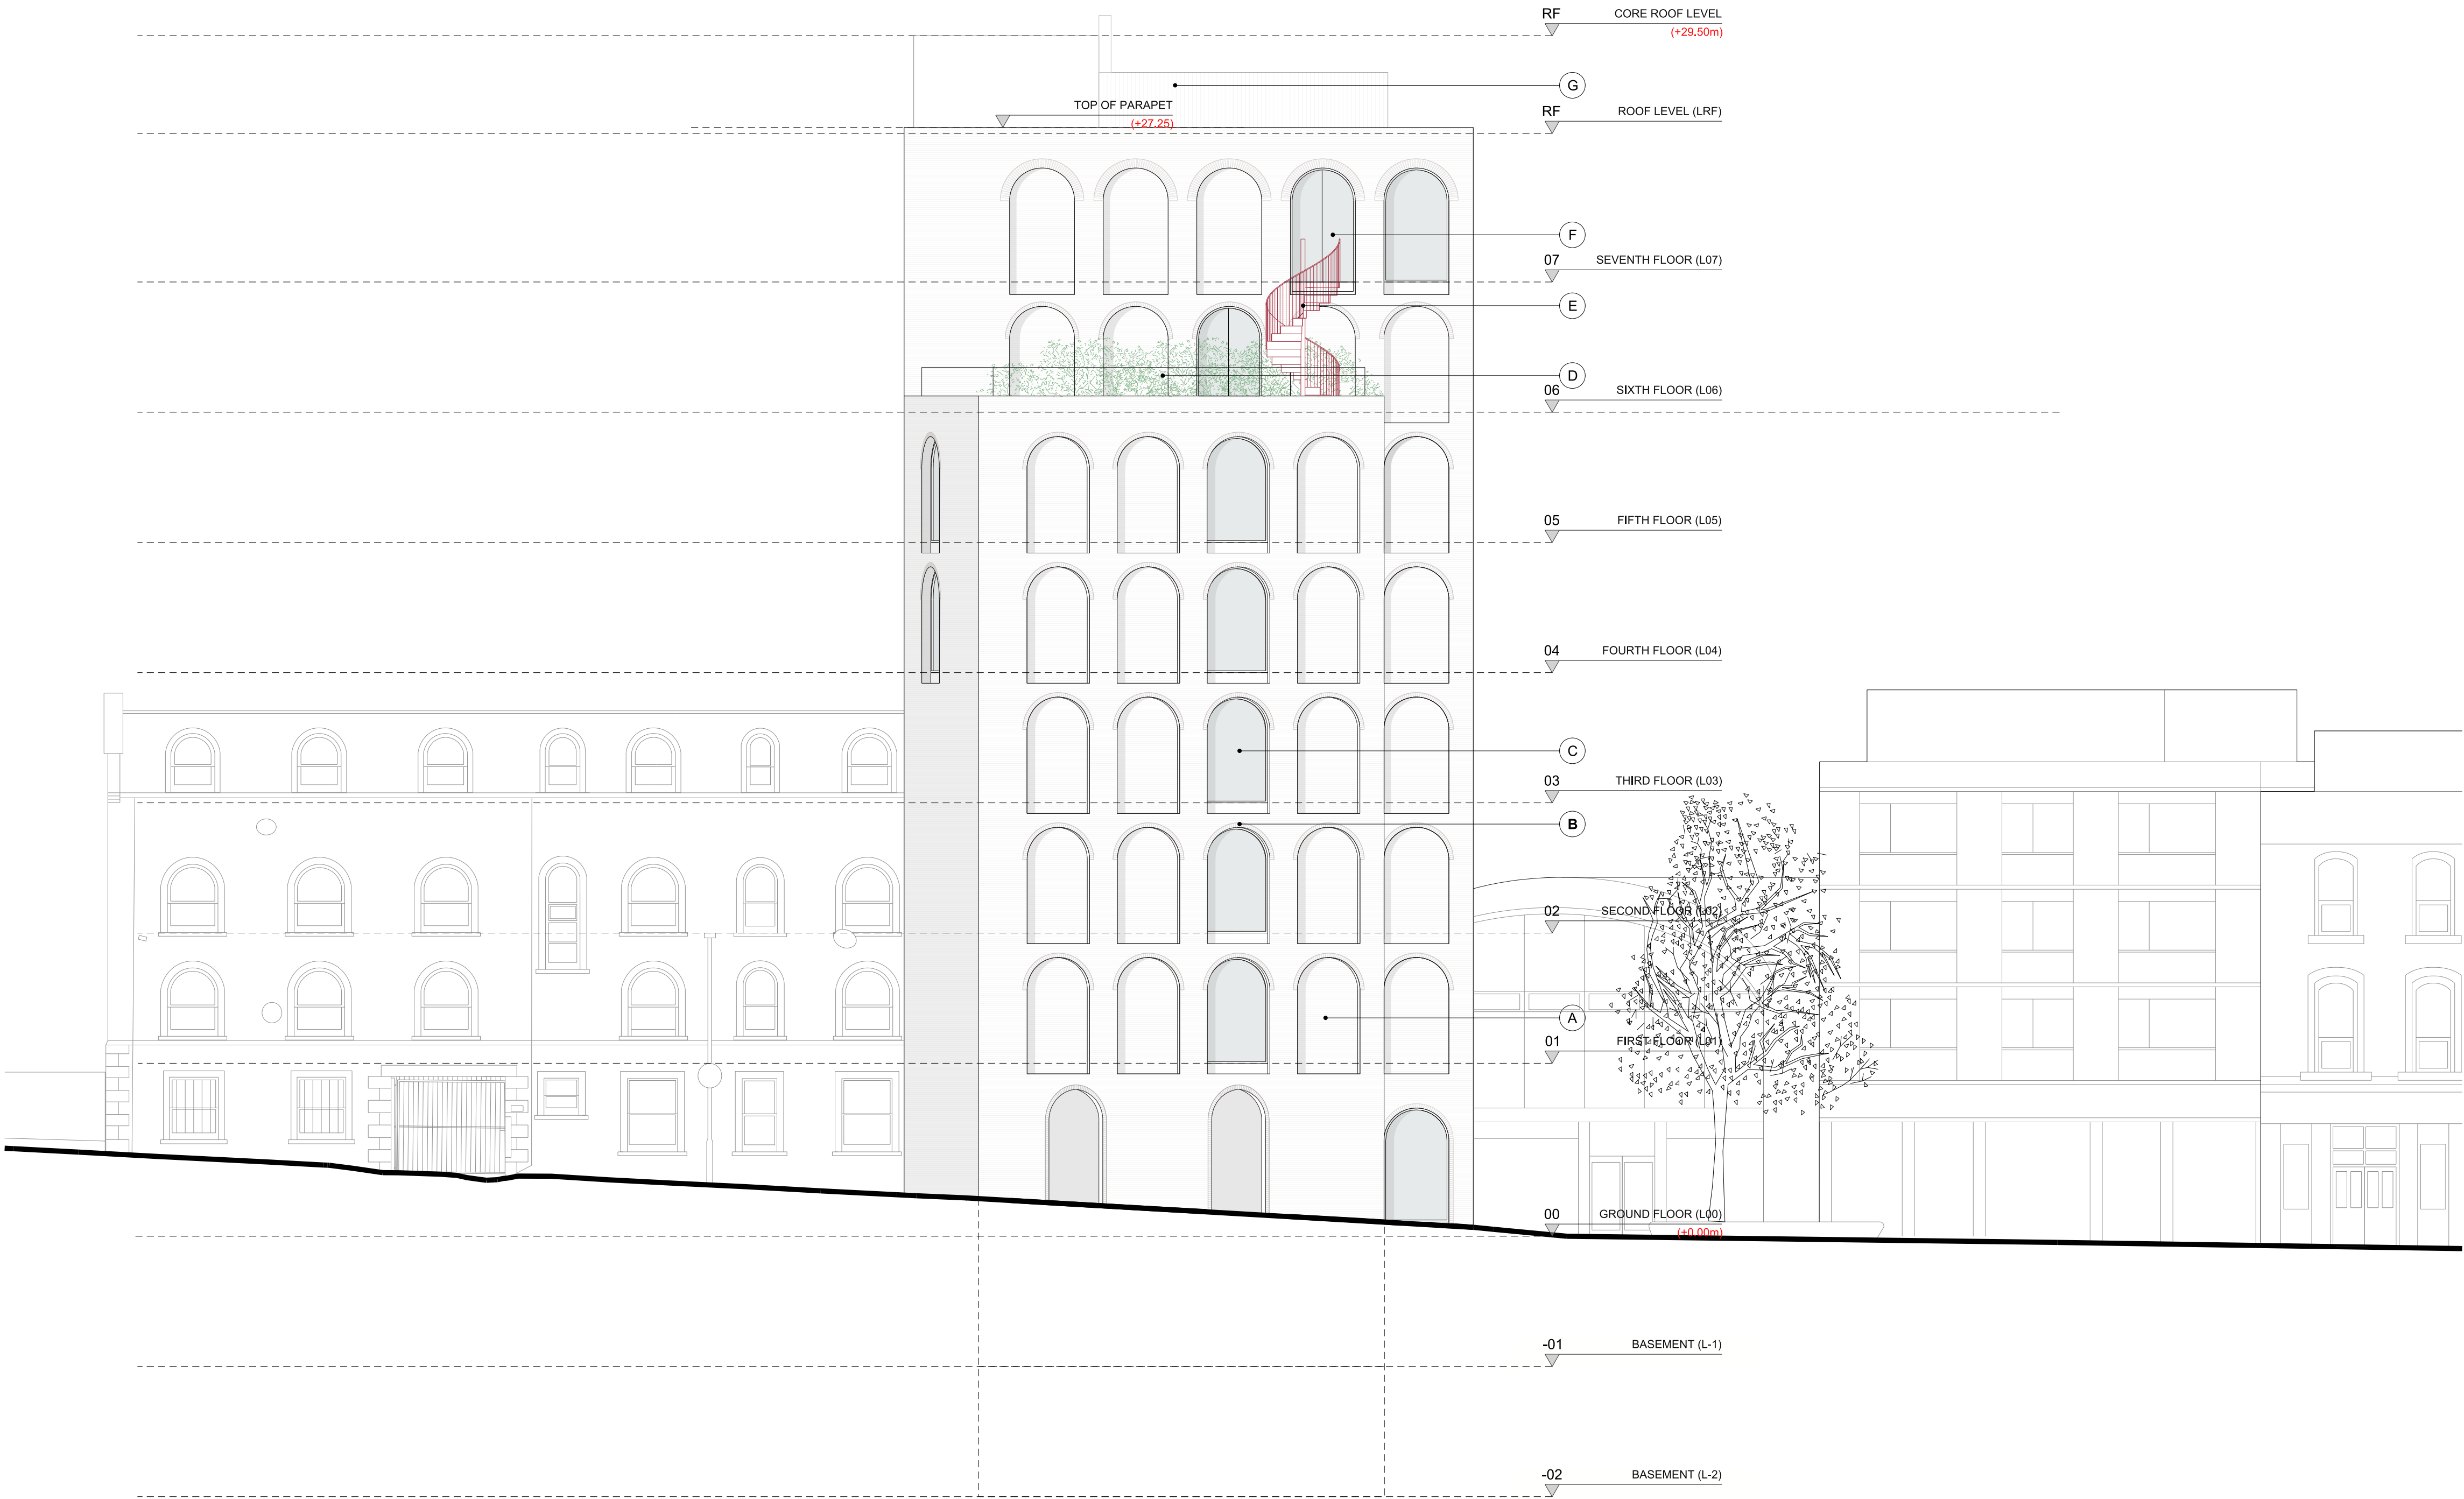 RF CORE ROOF LEVEL
(+29.50m)
G
TOP OF PARAPET
(+27.25)
RF ROOF LEVEL (LRF)
F
07 SEVENTH FLOOR (L07)
E
D
06 SIXTH FLOOR (L06)
05 FIFTH FLOOR (L05)
04 FOURTH FLOOR (L04)
C
03 THIRD FLOOR (L03)
B
02 SECOND FLOOR (L02)
A
01 FIRST FLOOR (L01)
00 GROUND FLOOR (L00)
(+0.00m)
-01 BASEMENT (L-1)
-02 BASEMENT (L-2)